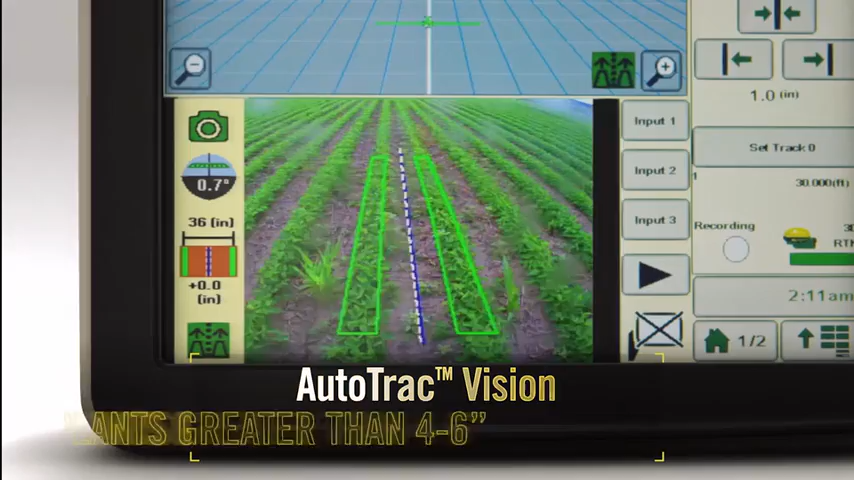 1.0 (in)
Input 1
Set Track 0
0.7°
Input 2
1
30.000(ft)
36 (in)
Input 3
Recording
RTK
+0.0
(in)
2:11am
1/2
AutoTrac™ Vision
GREATER THAN 4-6”